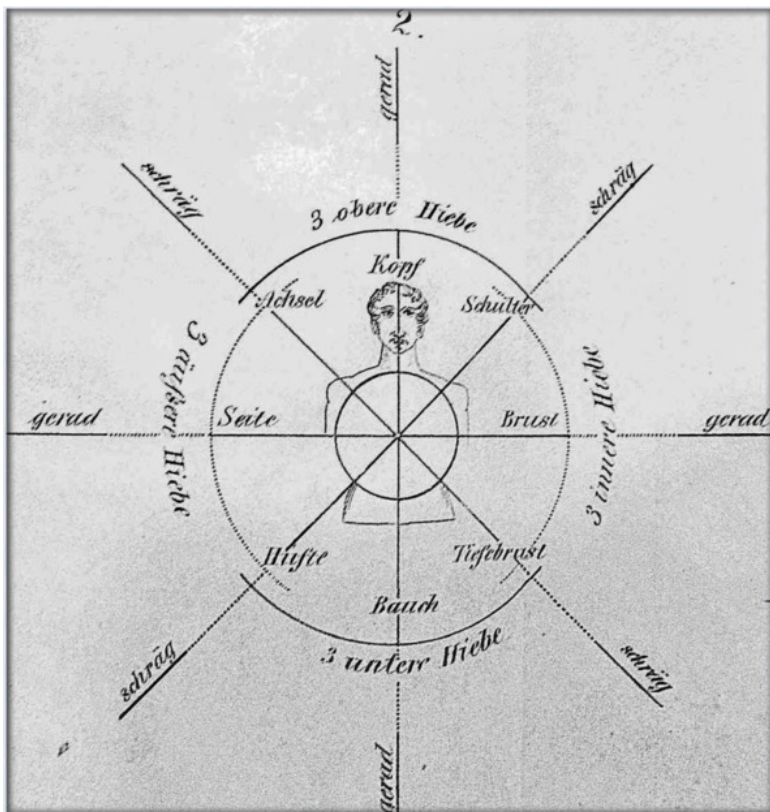 2.
gerad
schräg
schräg
3 obere Hiebe
Kopf
Achsel
Schulter
3 äußere Hiebe
3 innere Hiebe
gerad
Seite
Brust
gerad
Hüfte
Tiefebrust
Bauch
3 untere Hiebe
schräg
schräg
gerad